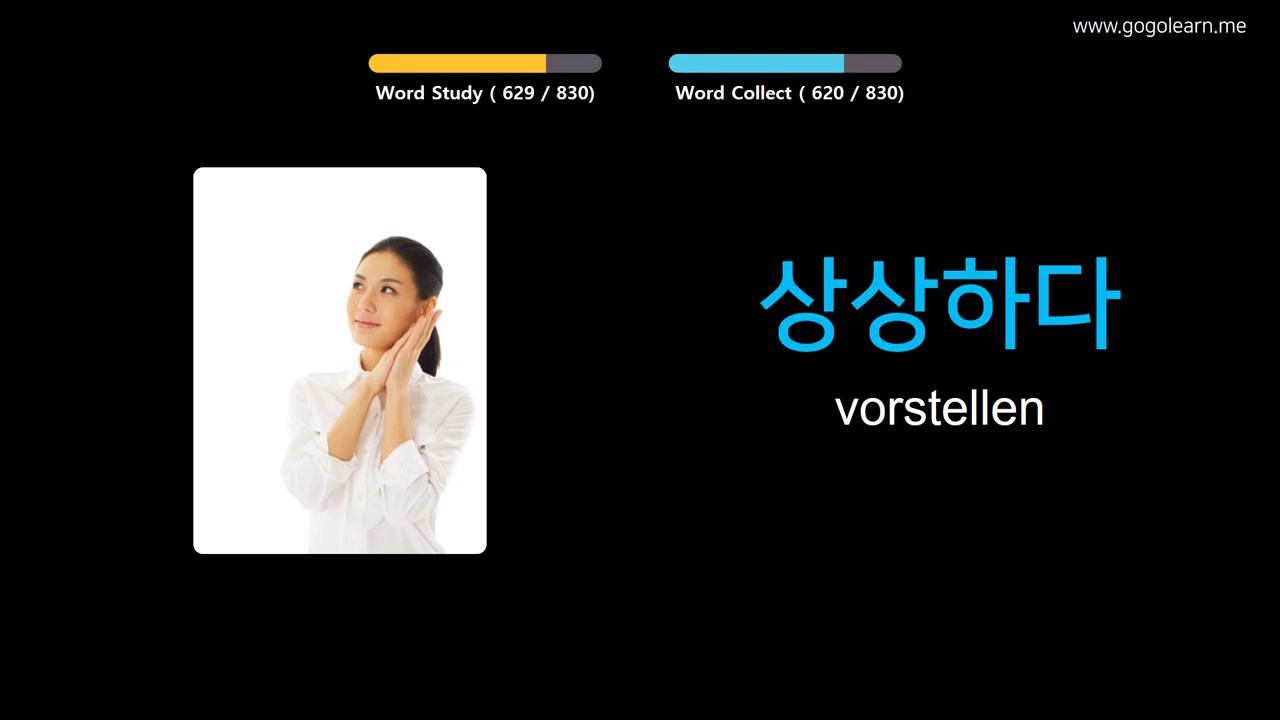 www.gogolearn.me
Word Study ( 629 / 830)
Word Collect ( 620 / 830)
상상하다
vorstellen